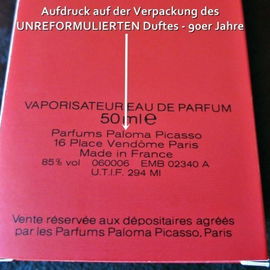 Aufdruck auf der Verpackung des
UNREFORMULIERTEN Duftes - 90er Jahre
VAPORISATEUR EAU DE PARFUM
50 ml℮
Parfums Paloma Picasso
16 Place Vendôme Paris
Made in France
85% vol 060006 EMB 02340 A
U.T.I.F. 294 MI
Vente réservée aux dépositaires agréés
par les Parfums Paloma Picasso, Paris